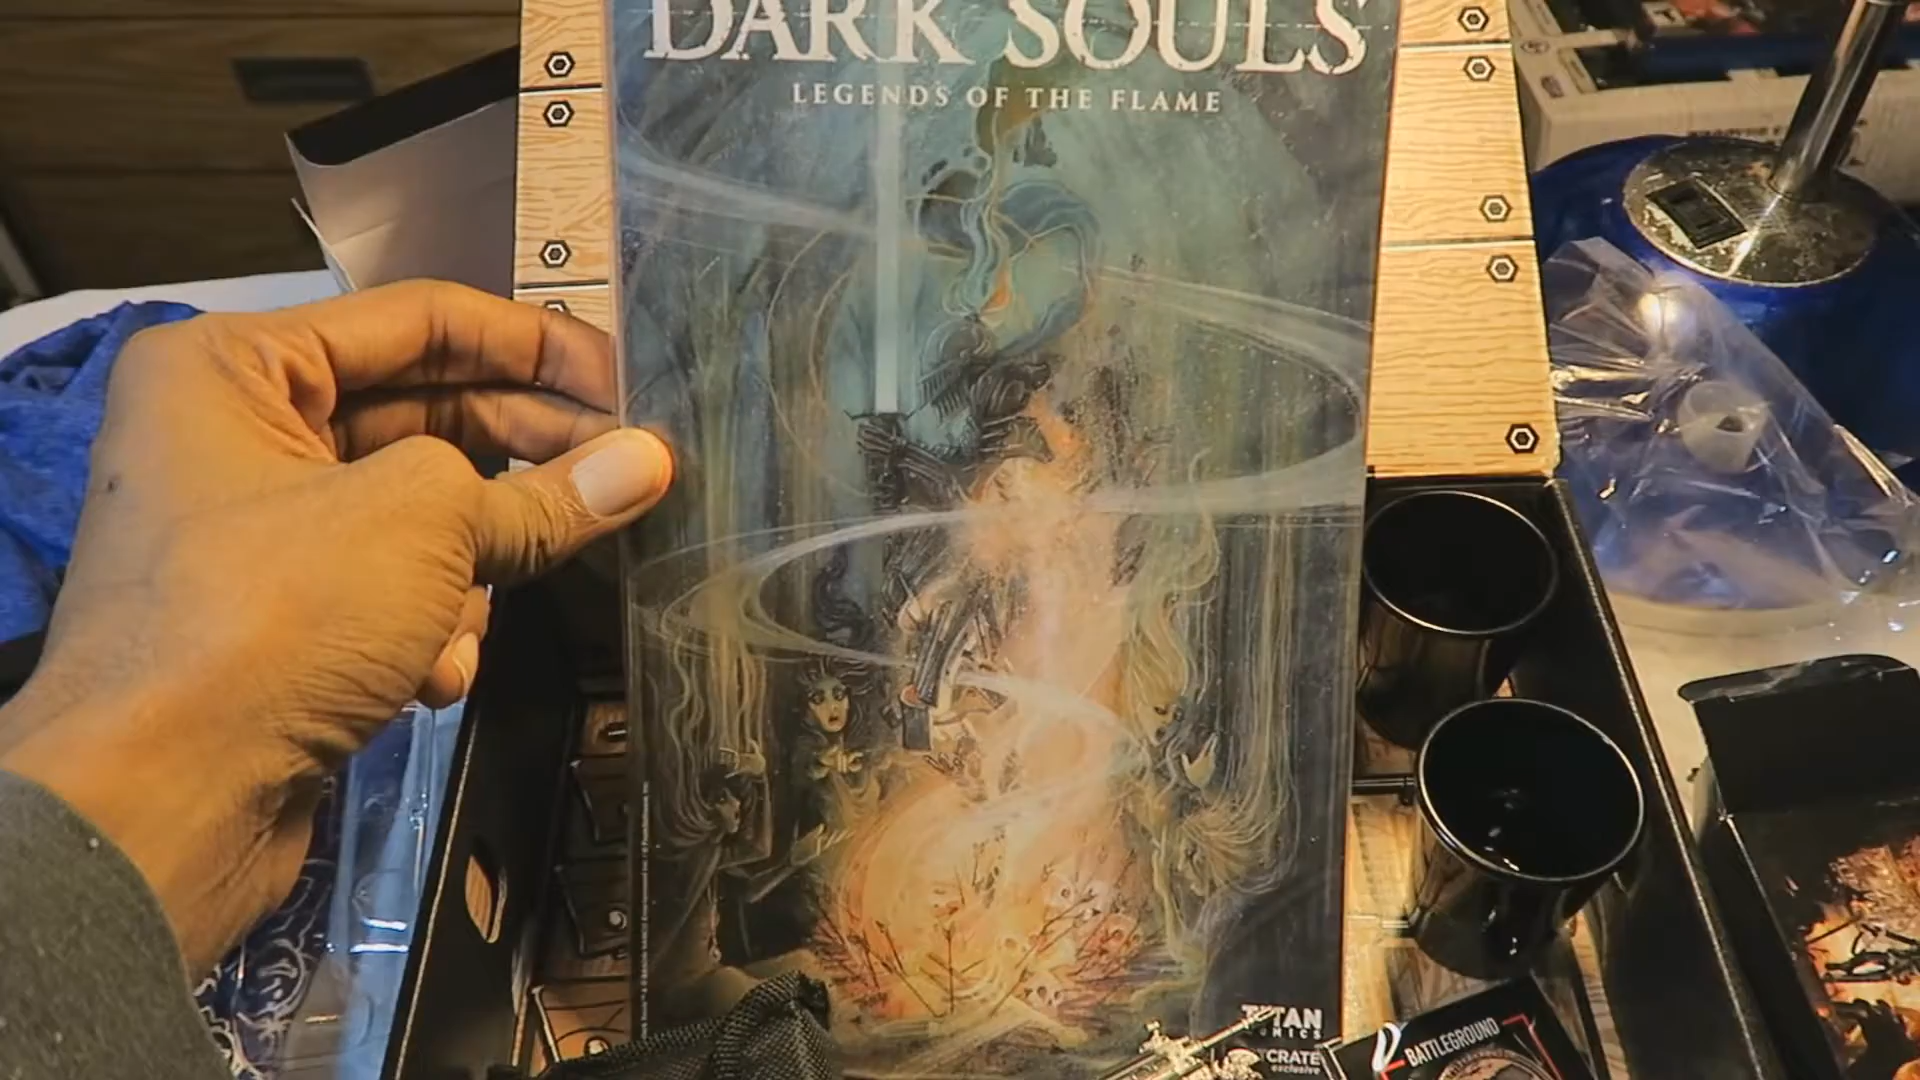 DARK SOULS
LEGENDS OF THE FLAME
TITAN
COMICS
CRATE
exclusive
BATTLEGROUND